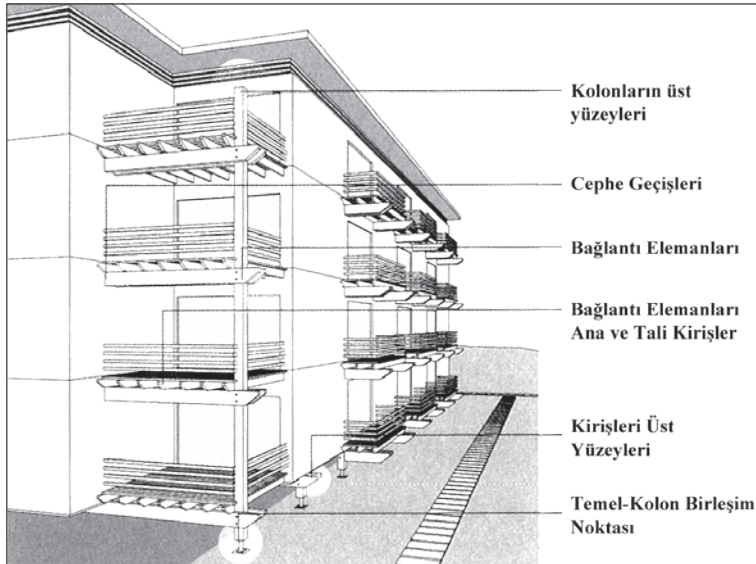 Kolonların üst
yüzeyleri
Cephe Geçişleri
Bağlantı Elemanları
Bağlantı Elemanları
Ana ve Tali Kirişler
Kirişleri Üst
Yüzeyleri
Temel-Kolon Birleşim
Noktası